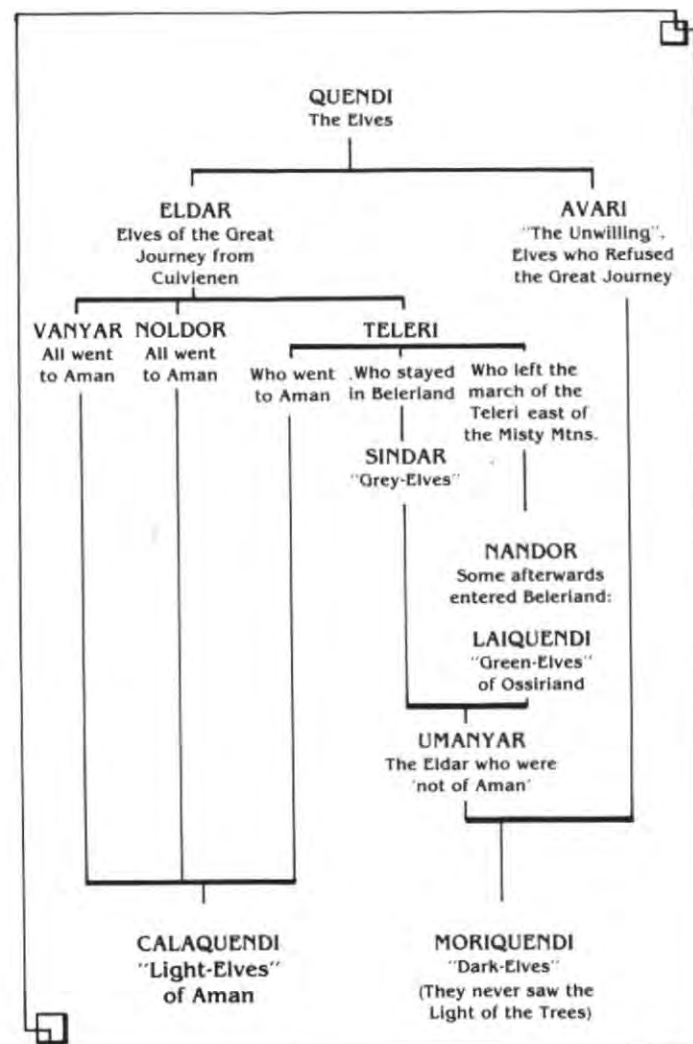 QUENDI
The Elves
ELDAR
Elves of the Great
Journey from
Cuivienen
AVARI
"The Unwilling".
Elves who Refused
the Great Journey
VANYAR
All went
to Aman
NOLDOR
All went
to Aman
TELERI
Who went
to Aman
Who stayed
in Beleriand
Who left the
march of the
Teleri east of
the Misty Mtns.
SINDAR
"Grey-Elves"
NANDOR
Some afterwards
entered Beleriand:
LAIQUENDI
"Green-Elves"
of Ossiriand
UMANYAR
The Eldar who were
'not of Aman'
CALAQUENDI
"Light-Elves"
of Aman
MORIQUENDI
"Dark-Elves"
(They never saw the
Light of the Trees)